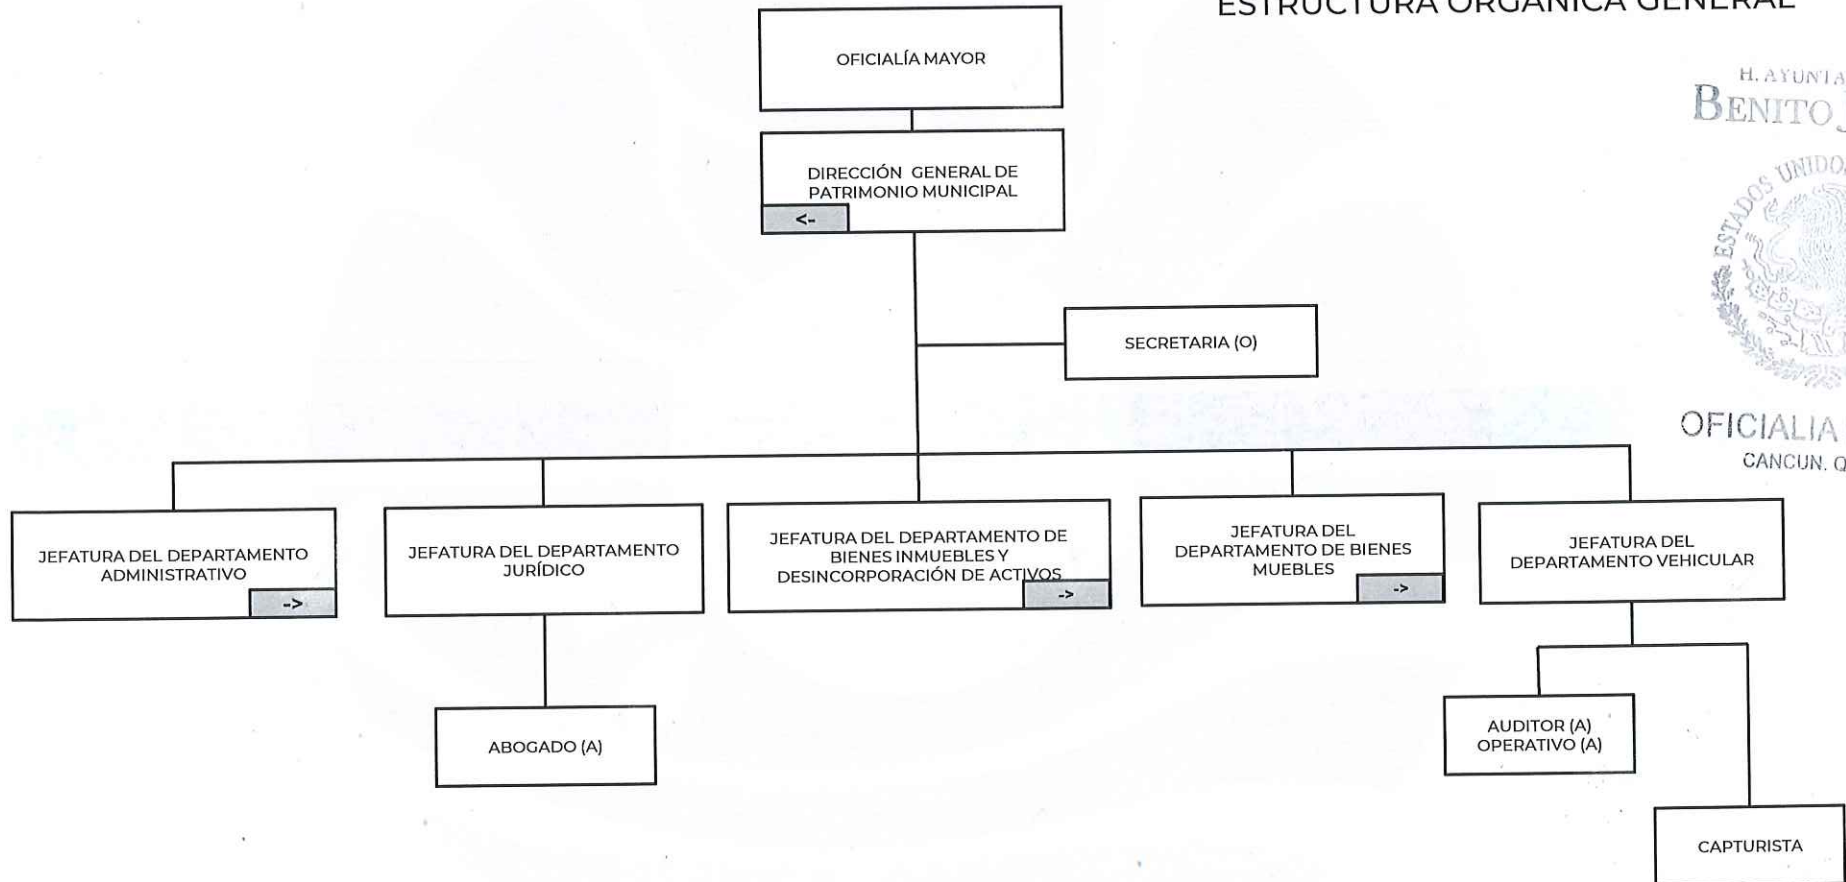 ESTRUCTURA ORGÁNICA GENERAL
OFICIALÍA MAYOR
H. AYUNTA
BENITO
ESTADOS UNIDOS
OFICIALIA
CANCUN. Q
DIRECCIÓN GENERAL DE
PATRIMONIO MUNICIPAL
<-
SECRETARIA (O)
JEFATURA DEL DEPARTAMENTO
ADMINISTRATIVO
->
JEFATURA DEL DEPARTAMENTO
JURÍDICO
JEFATURA DEL DEPARTAMENTO DE
BIENES INMUEBLES Y
DESINCORPORACIÓN DE ACTIVOS
->
JEFATURA DEL
DEPARTAMENTO DE BIENES
MUEBLES
->
JEFATURA DEL
DEPARTAMENTO VEHICULAR
ABOGADO (A)
AUDITOR (A)
OPERATIVO (A)
CAPTURISTA